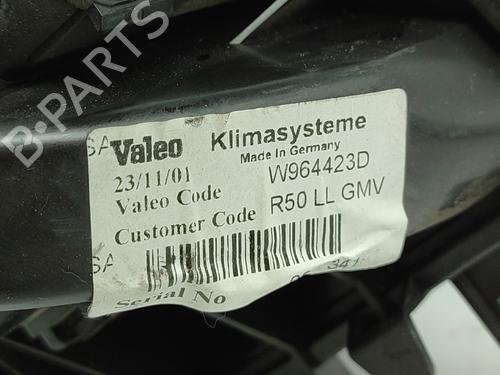 B-PARTS
Valeo Klimasysteme
Made In Germany
23/11/01
Valeo Code W964423D
Customer Code R50 LL GMV
Serial No